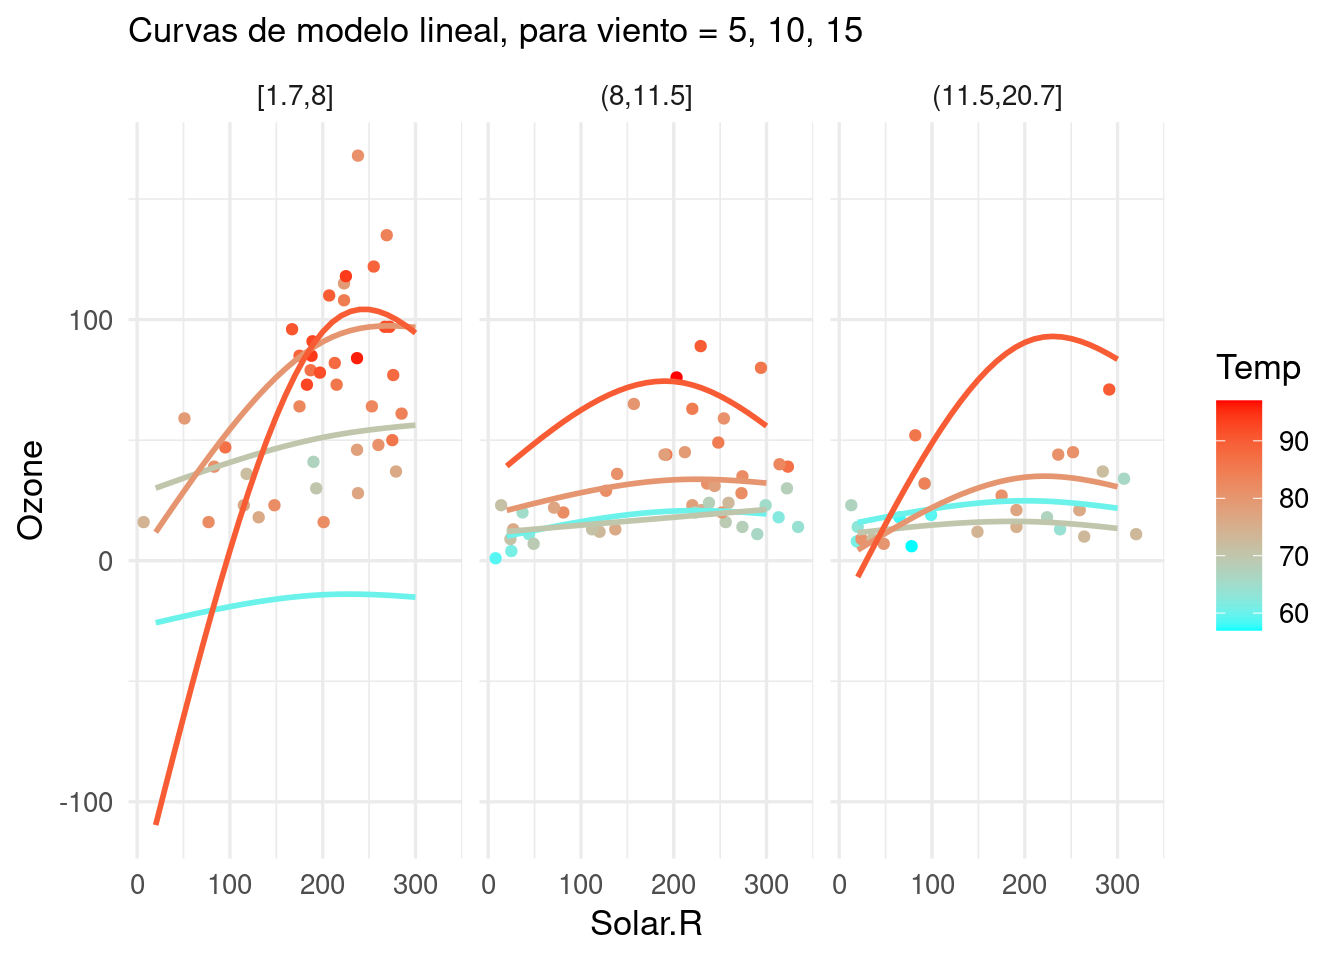 Curvas de modelo lineal, para viento = 5, 10, 15
[1.7,8] (8,11.5] (11.5,20.7]
Ozone
100
0
-100
0 100 200 300 0 100 200 300 0 100 200 300
Solar.R
Temp
90
80
70
60